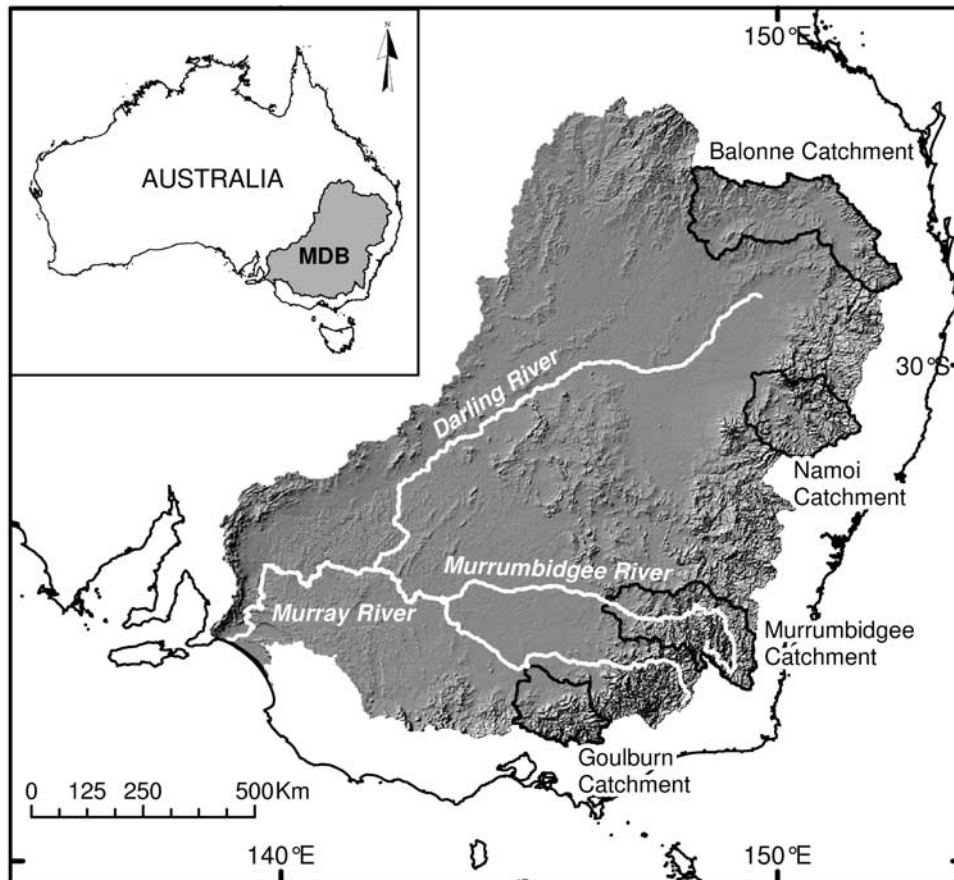 150°E
N
AUSTRALIA
MDB
Balonne Catchment
30°S
Darling River
Namoi
Catchment
Murrumbidgee River
Murray River
Murrumbidgee
Catchment
Goulburn
Catchment
0 125 250 500Km
140°E
150°E